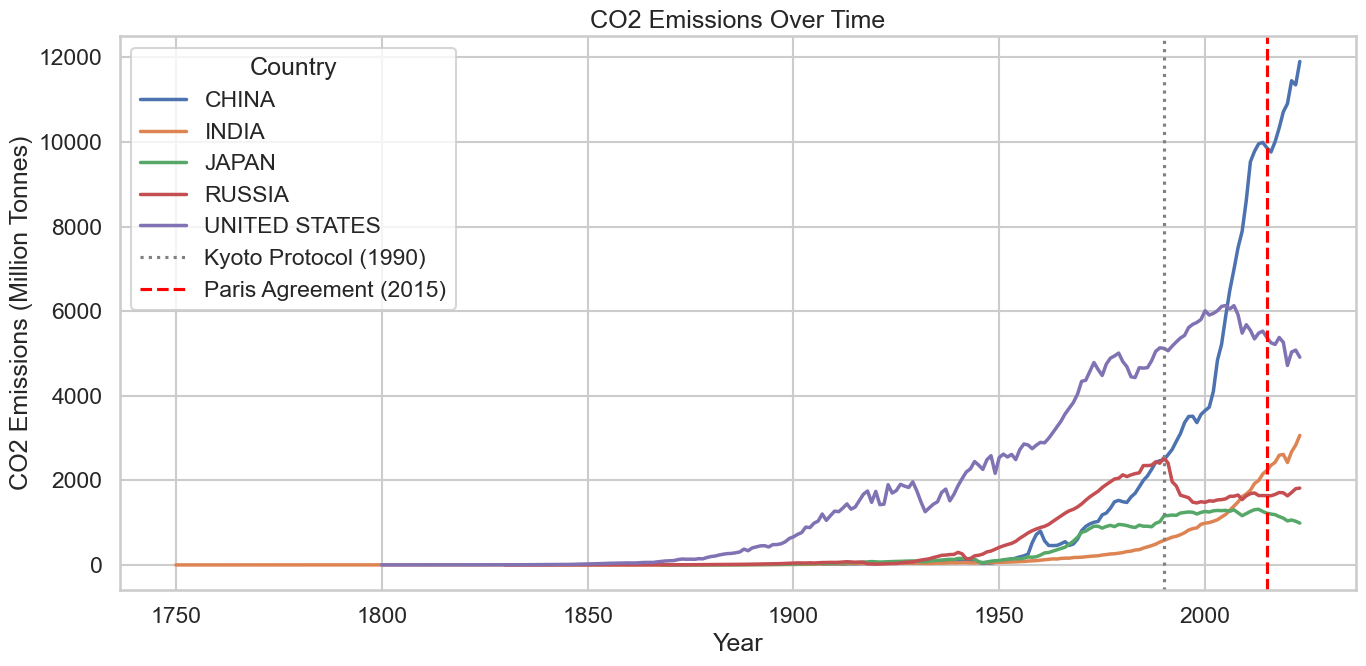 CO2 Emissions Over Time
CO2 Emissions (Million Tonnes)
12000
10000
8000
6000
4000
2000
0
Country
CHINA
INDIA
JAPAN
RUSSIA
UNITED STATES
Kyoto Protocol (1990)
Paris Agreement (2015)
1750
1800
1850
1900
1950
2000
Year